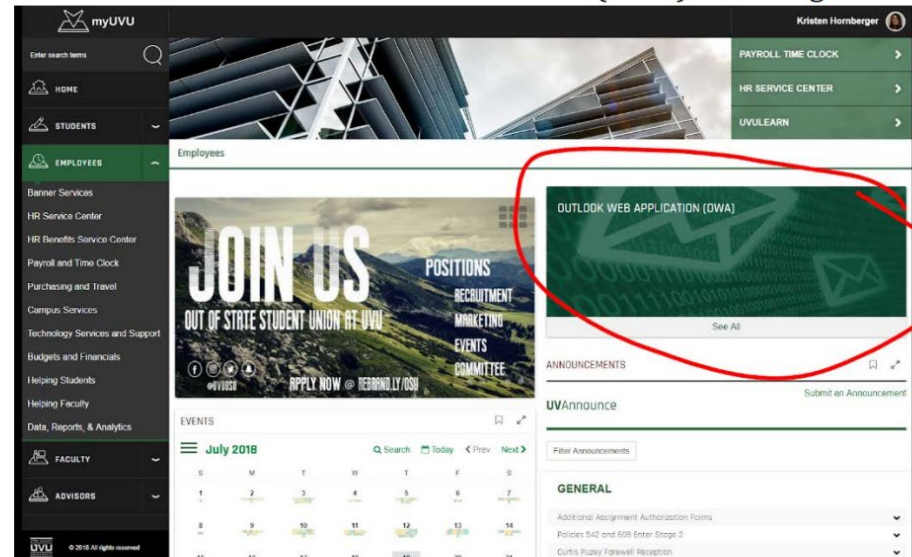 myUVU
Kristen Hornberger
Enter search terms
HOME
STUDENTS
EMPLOYEES
Banner Services
HR Service Center
HR Benefits Service Center
Payroll and Time Clock
Purchasing and Travel
Campus Services
Technology Services and Support
Budgets and Financials
Helping Students
Helping Faculty
Data, Reports, & Analytics
FACULTY
ADVISORS
UVU
© 2018 All rights reserved
PAYROLL TIME CLOCK
HR SERVICE CENTER
UVULEARN
Employees
JOIN US
OUT OF STATE STUDENT UNION AT UVU
POSITIONS
RECRUITMENT
MARKETING
EVENTS
COMMITTEE
@UVUOSU
APPLY NOW @ REBRAND.LY/OSU
EVENTS
July 2018
Search Today Prev Next
S M T W T F S
1 2 3 4 5 6 7
8 9 10 11 12 13 14
OUTLOOK WEB APPLICATION (OWA)
See All
ANNOUNCEMENTS
Submit an Announcement
UVAnnounce
Filter Announcements
GENERAL
Additional Assignment Authorization Forms
Policies 542 and 608 Enter Stage 2
Curtis Puzey Farewell Reception